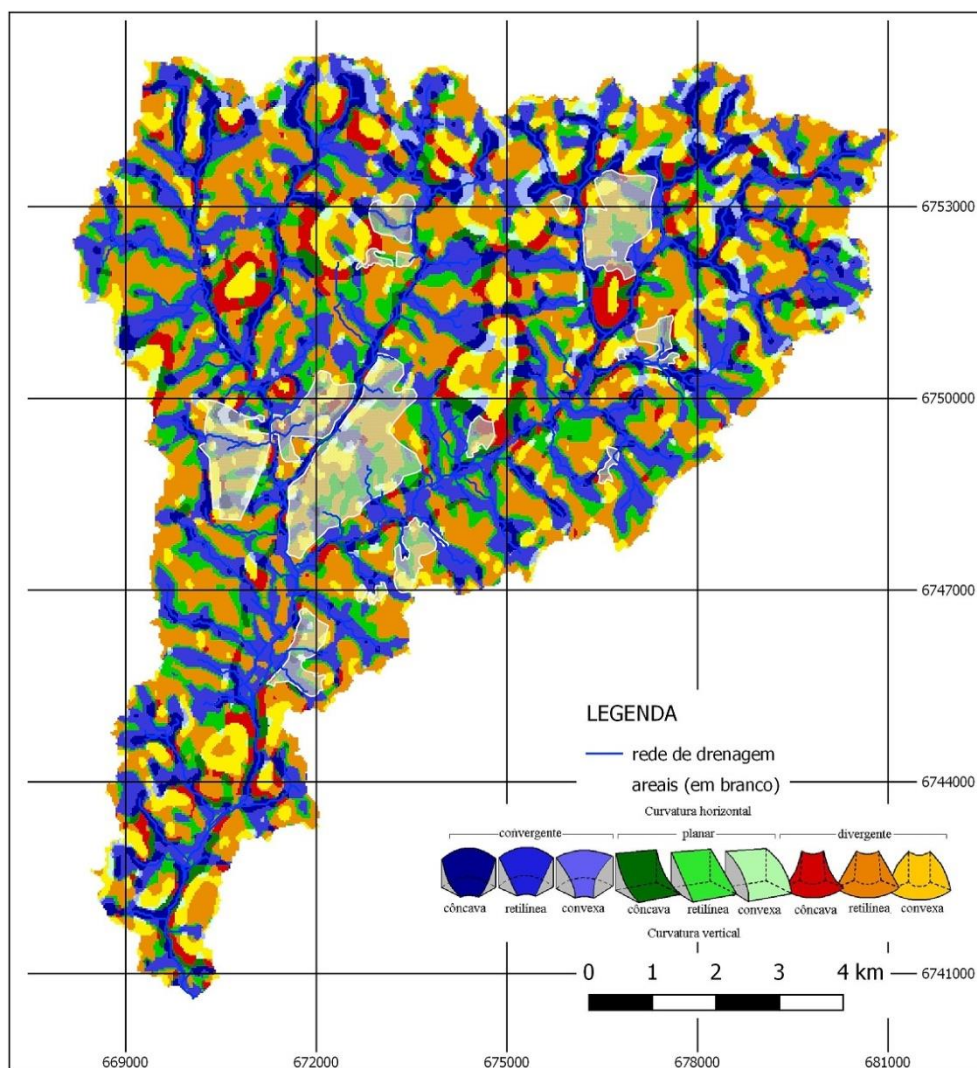 6753000
6750000
6747000
LEGENDA
rede de drenagem
areais (em branco)
6744000
Curvatura horizontal
convergente planar divergente
côncava retilínea convexa côncava retilínea convexa côncava retilínea convexa
Curvatura vertical
0 1 2 3 4 km
6741000
669000 672000 675000 678000 681000